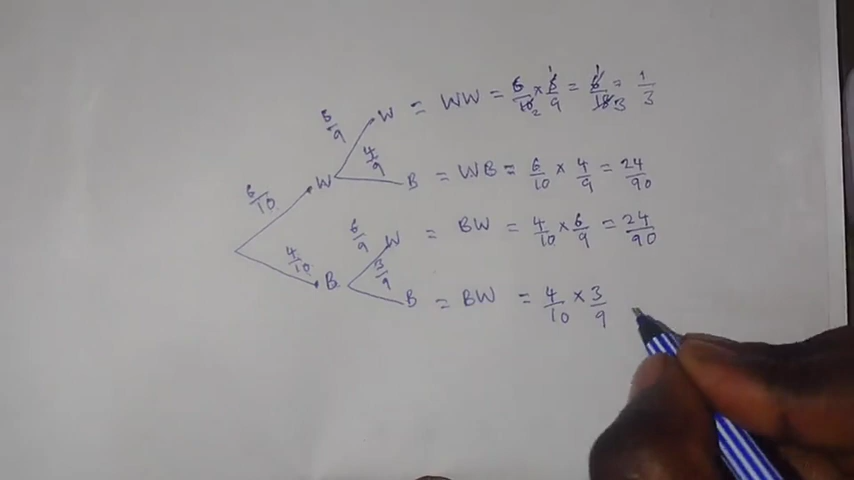 5/9 W = WW = 6/10 × 5/9 = 6/18 = 1/3
6/10 W 4/9 B = WB = 6/10 × 4/9 = 24/90
4/10 B 6/9 W = BW = 4/10 × 6/9 = 24/90
3/9 B = BW = 4/10 × 3/9